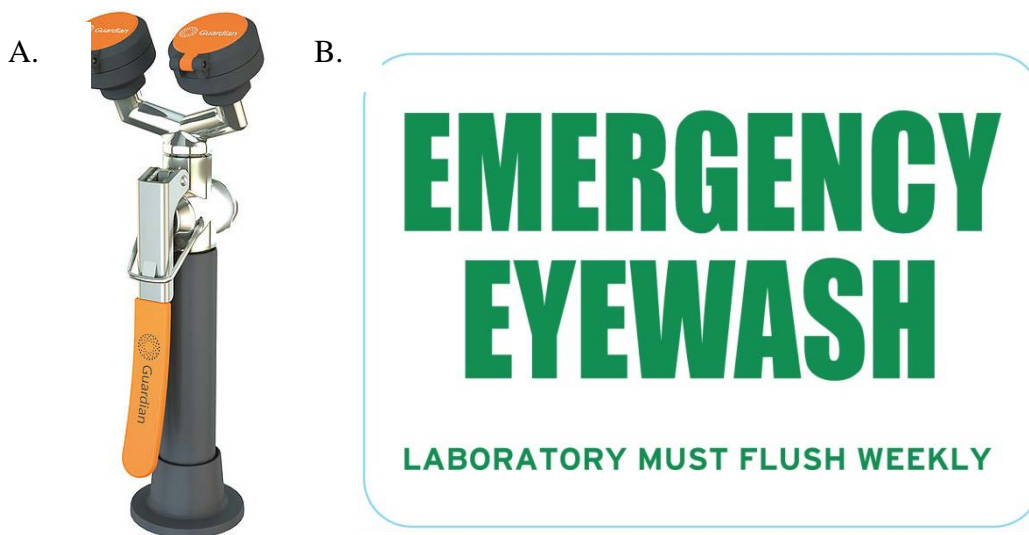 A.
B.
Guardian
Guardian
Guardian
EMERGENCY
EYEWASH
LABORATORY MUST FLUSH WEEKLY